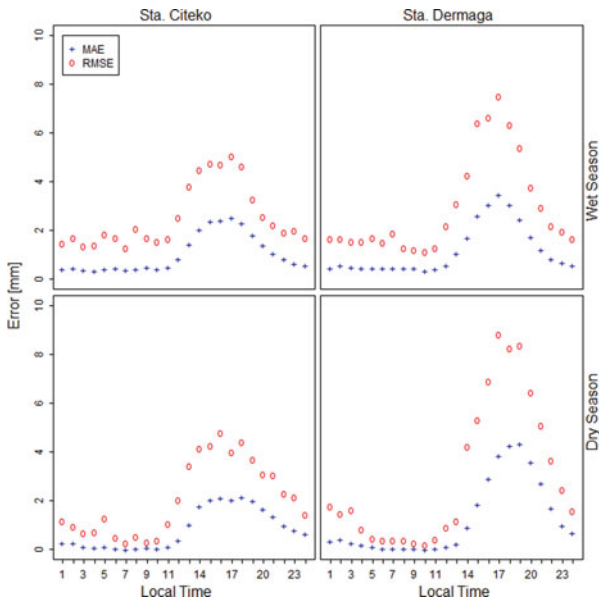 Sta. Citeko
Sta. Dermaga
10
8
6
4
2
0
MAE
RMSE
Wet Season
Error [mm]
10
8
6
4
2
0
Dry Season
1 3 5 7 9 11 14 17 20 23
1 3 5 7 9 11 14 17 20 23
Local Time
Local Time